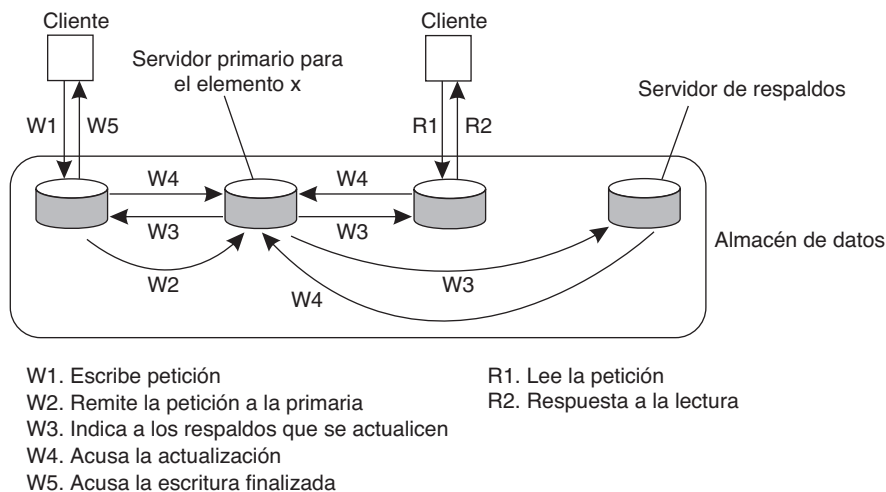 Cliente
Cliente
Servidor primario para
el elemento x
Servidor de respaldos
W1
W5
R1
R2
W4
W4
W3
W3
Almacén de datos
W2
W4
W3
W1. Escribe petición
W2. Remite la petición a la primaria
W3. Indica a los respaldos que se actualicen
W4. Acusa la actualización
W5. Acusa la escritura finalizada
R1. Lee la petición
R2. Respuesta a la lectura